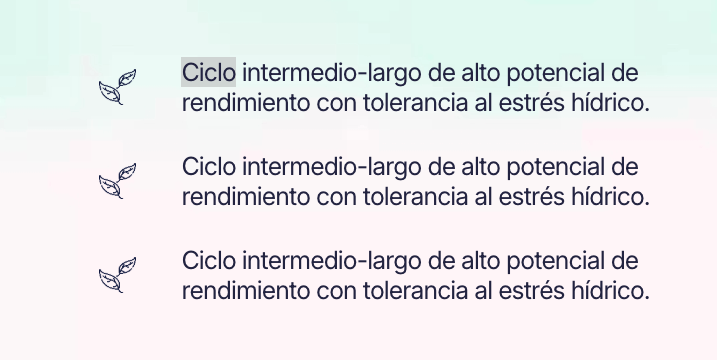 Ciclo intermedio-largo de alto potencial de
rendimiento con tolerancia al estrés hídrico.
Ciclo intermedio-largo de alto potencial de
rendimiento con tolerancia al estrés hídrico.
Ciclo intermedio-largo de alto potencial de
rendimiento con tolerancia al estrés hídrico.